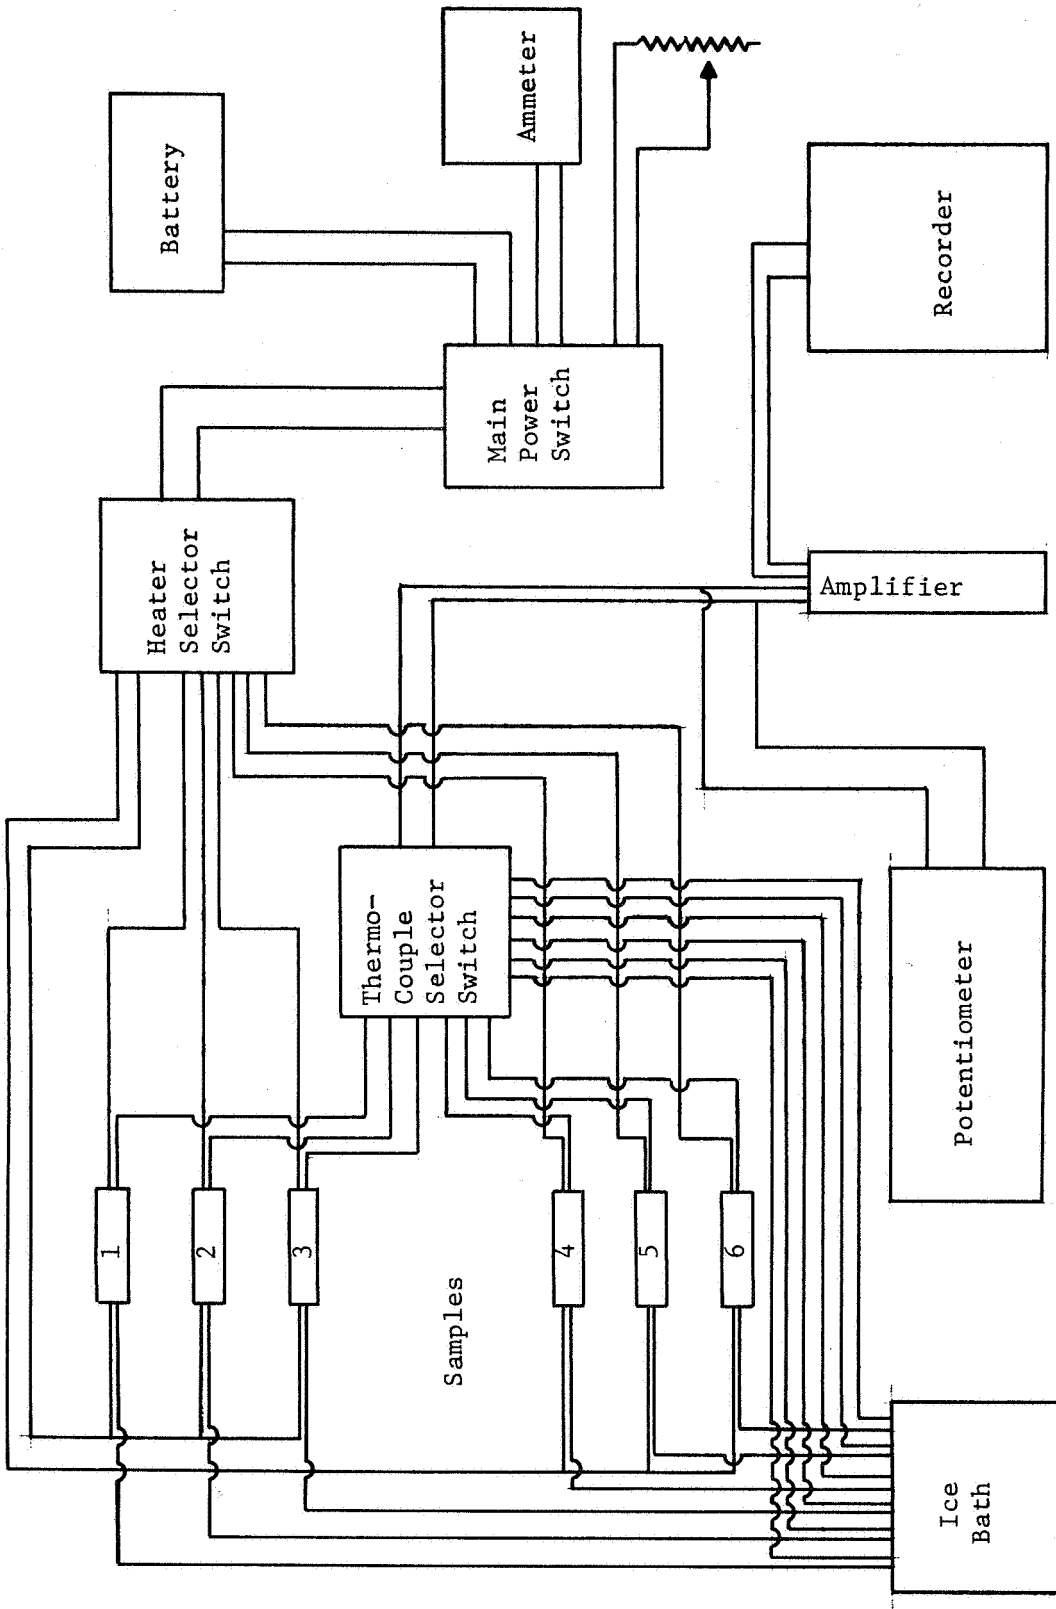 Battery
Ammeter
Main
Power
Switch
Heater
Selector
Switch
Recorder
Amplifier
Thermo-
Couple
Selector
Switch
Potentiometer
1
2
3
4
5
6
Samples
Ice
Bath